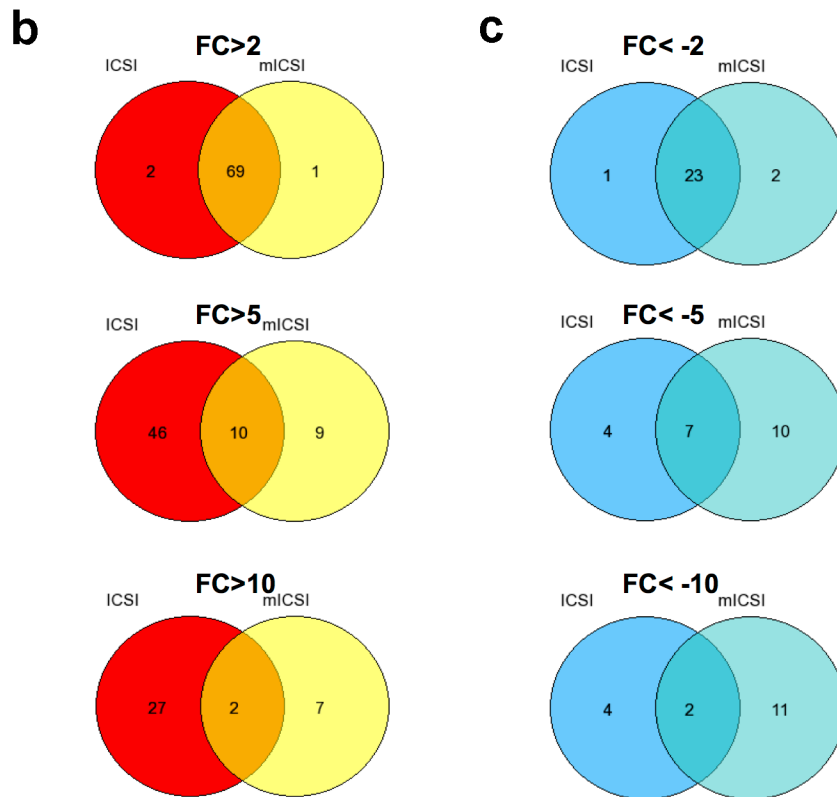 b
FC>2
ICSI mICSI
2 69 1
FC>5
ICSI mICSI
46 10 9
FC>10
ICSI mICSI
27 2 7
c
FC< -2
ICSI mICSI
1 23 2
FC< -5
ICSI mICSI
4 7 10
FC< -10
ICSI mICSI
4 2 11